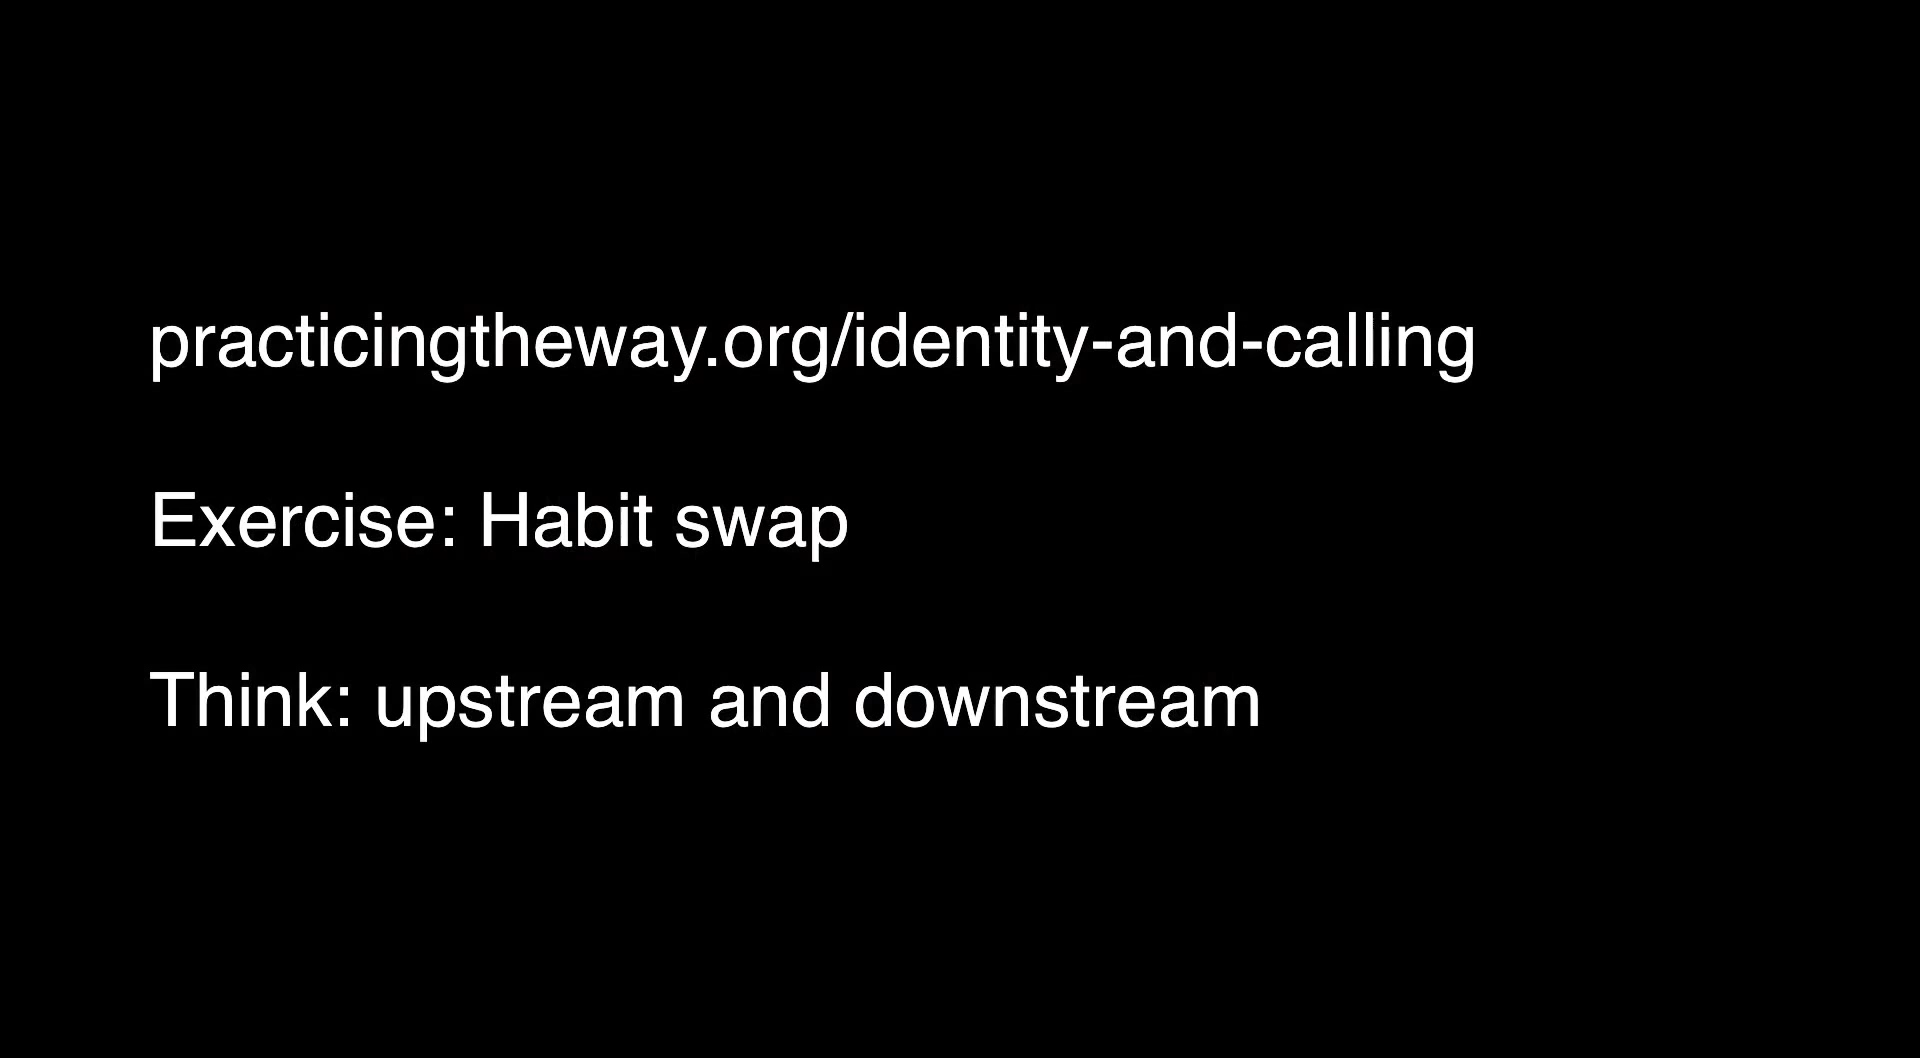 practicingtheway.org/identity-and-calling
Exercise: Habit swap
Think: upstream and downstream